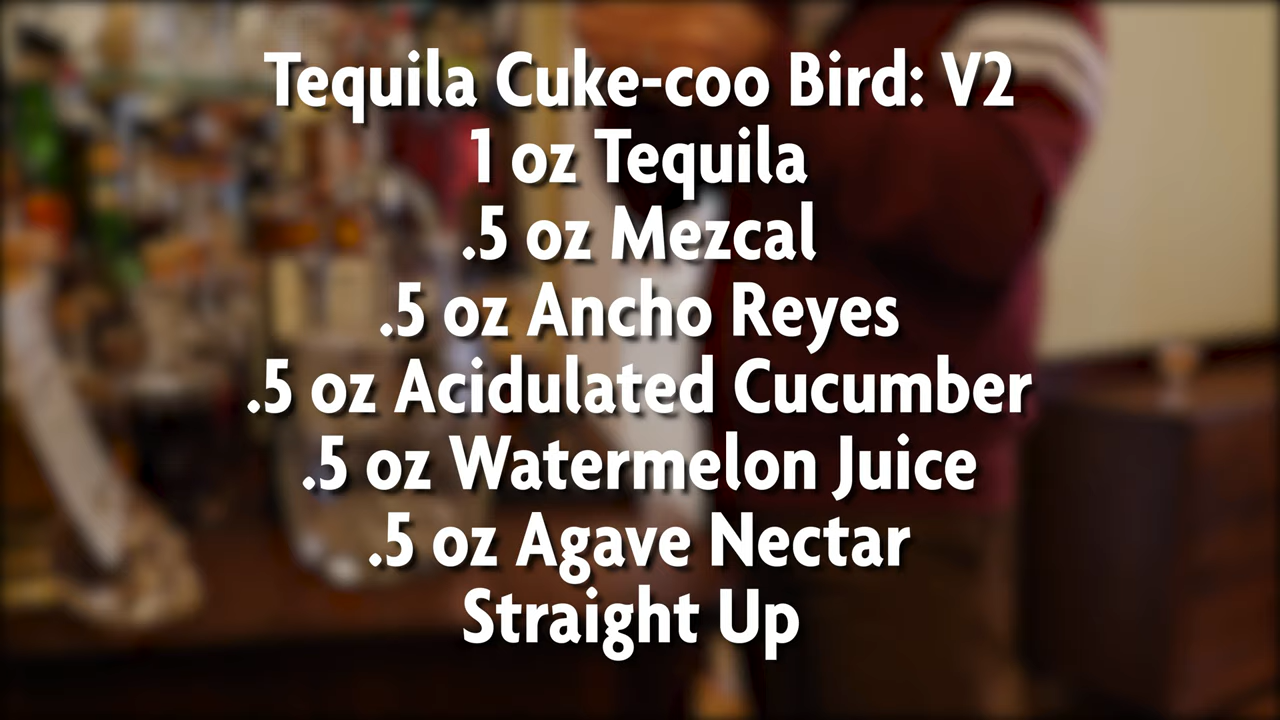 Tequila Cuke-coo Bird: V2
1 oz Tequila
.5 oz Mezcal
.5 oz Ancho Reyes
.5 oz Acidulated Cucumber
.5 oz Watermelon Juice
.5 oz Agave Nectar
Straight Up